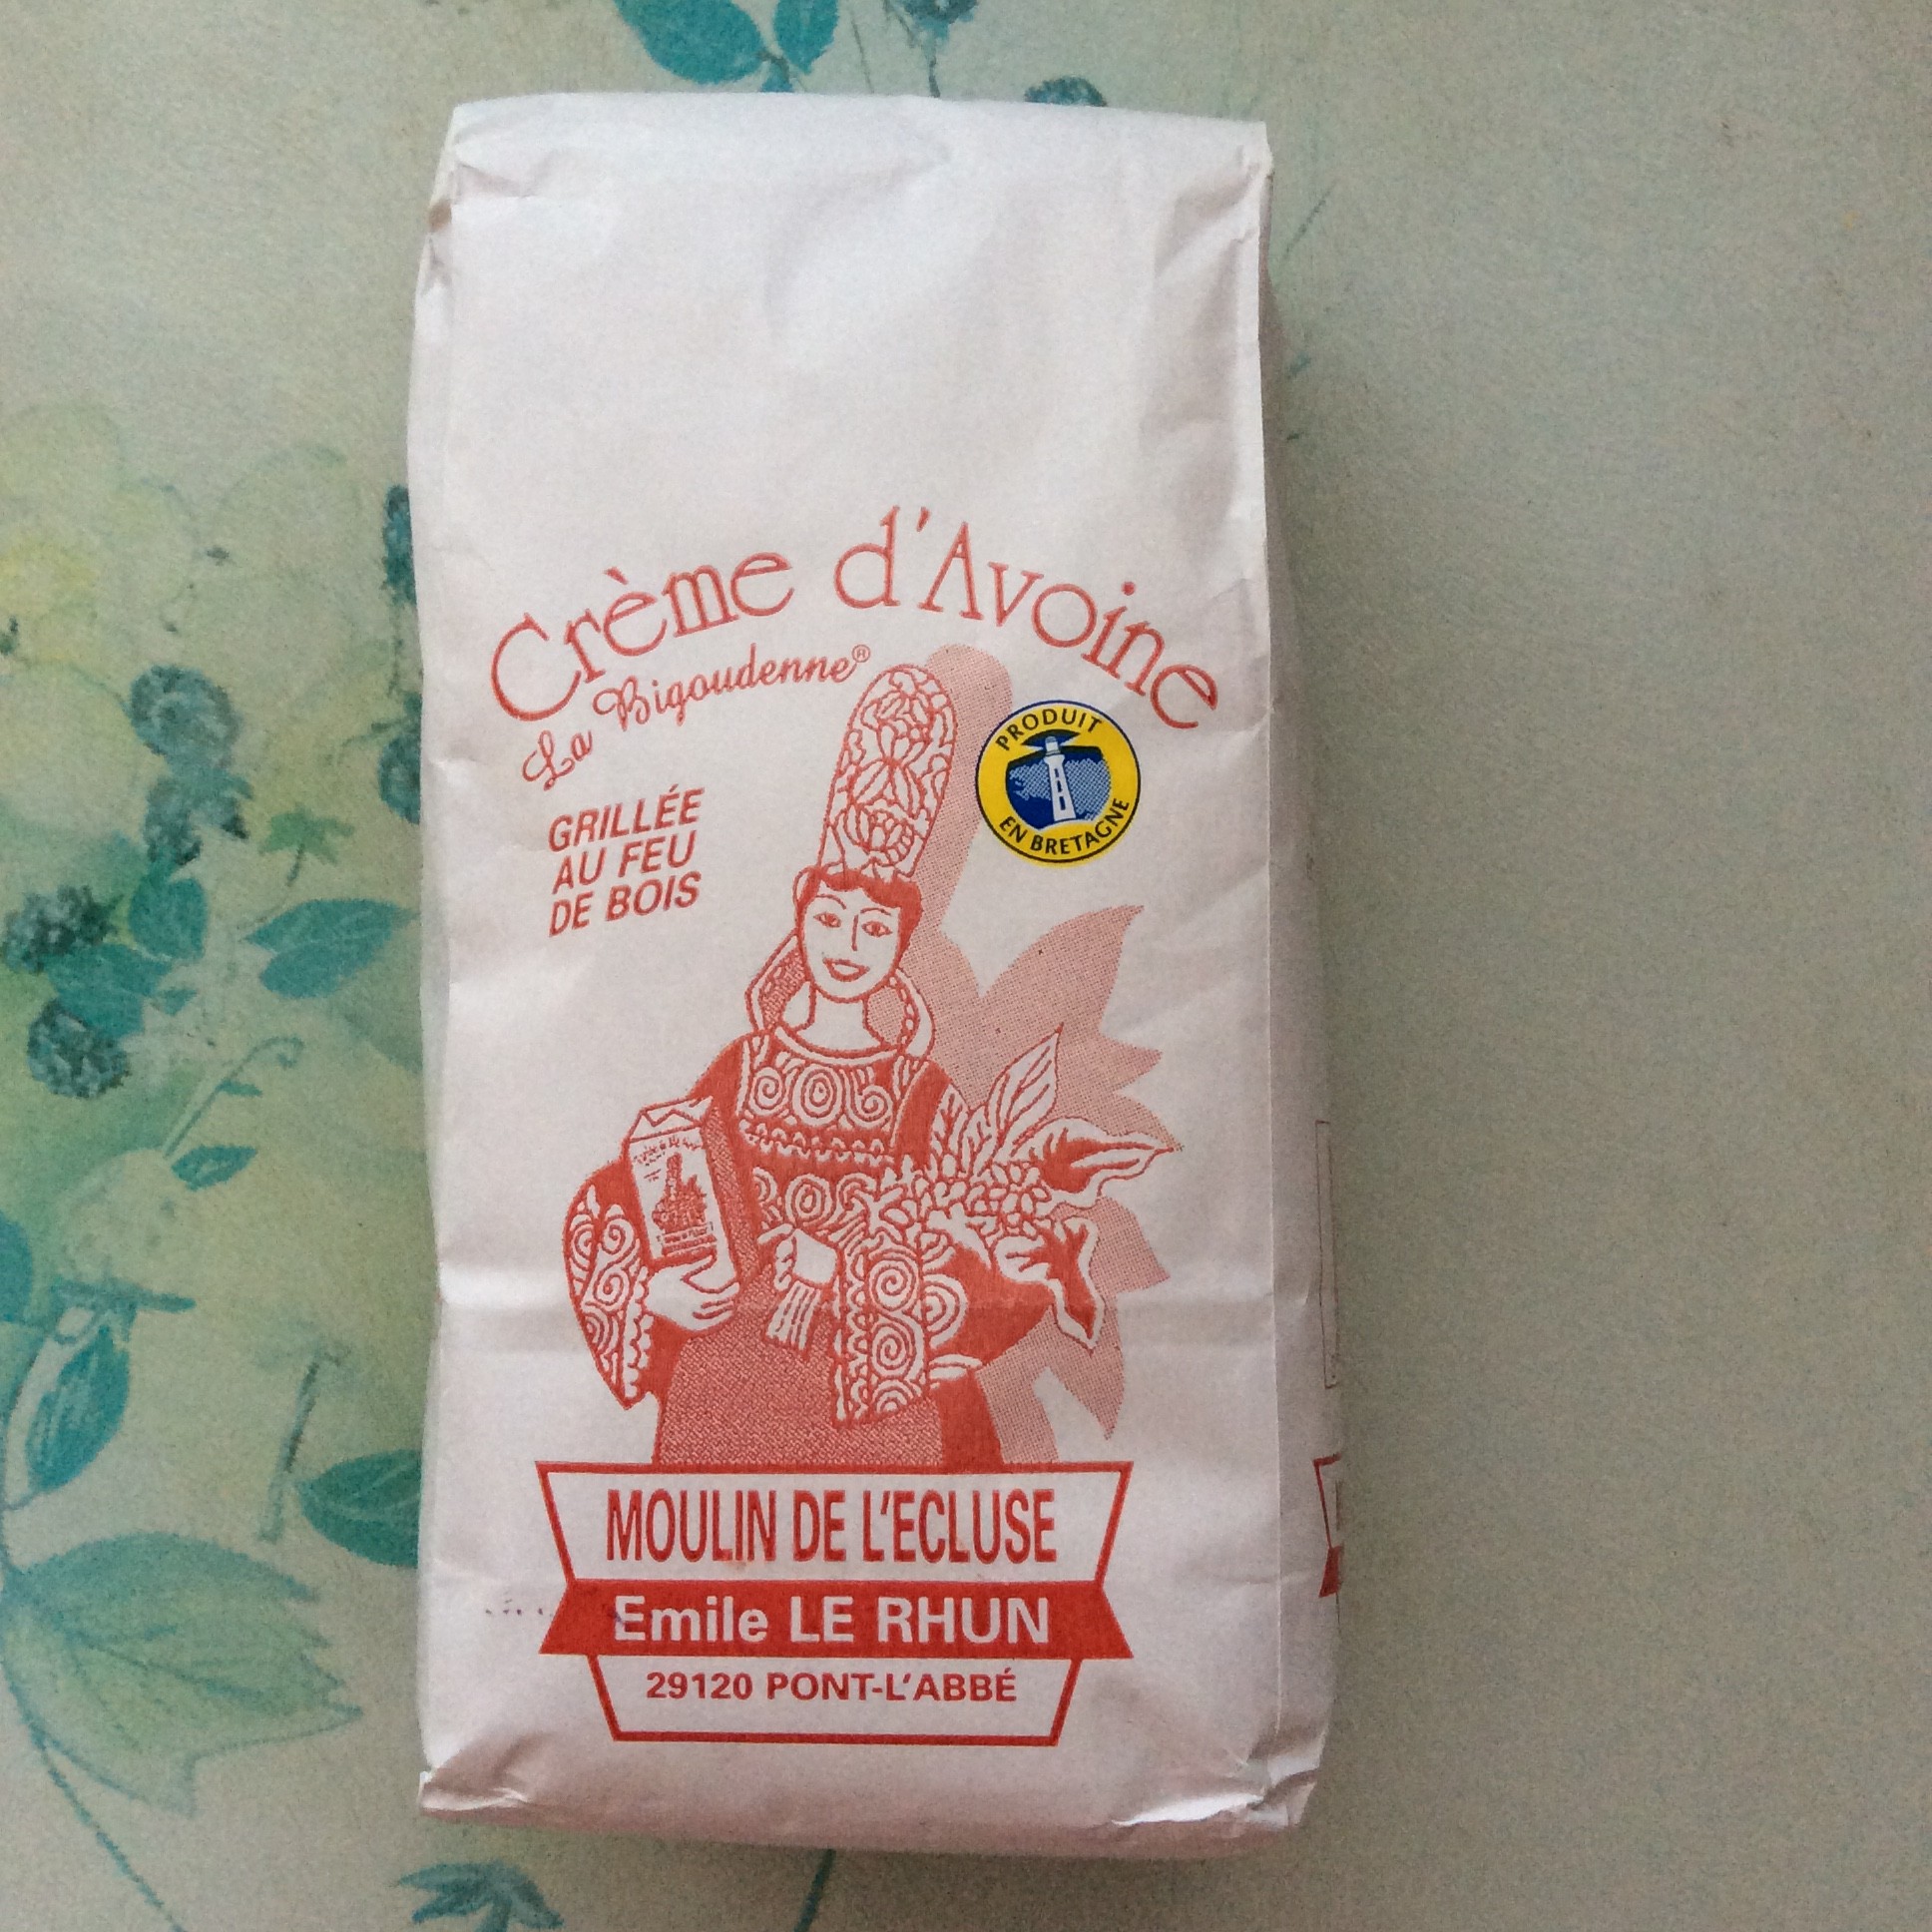 Crème d'Avoine
La Bigoudenne®
GRILLÉE
AU FEU
DE BOIS
PRODUIT
EN BRETAGNE
MOULIN DE L'ECLUSE
Emile LE RHUN
29120 PONT-L'ABBÉ